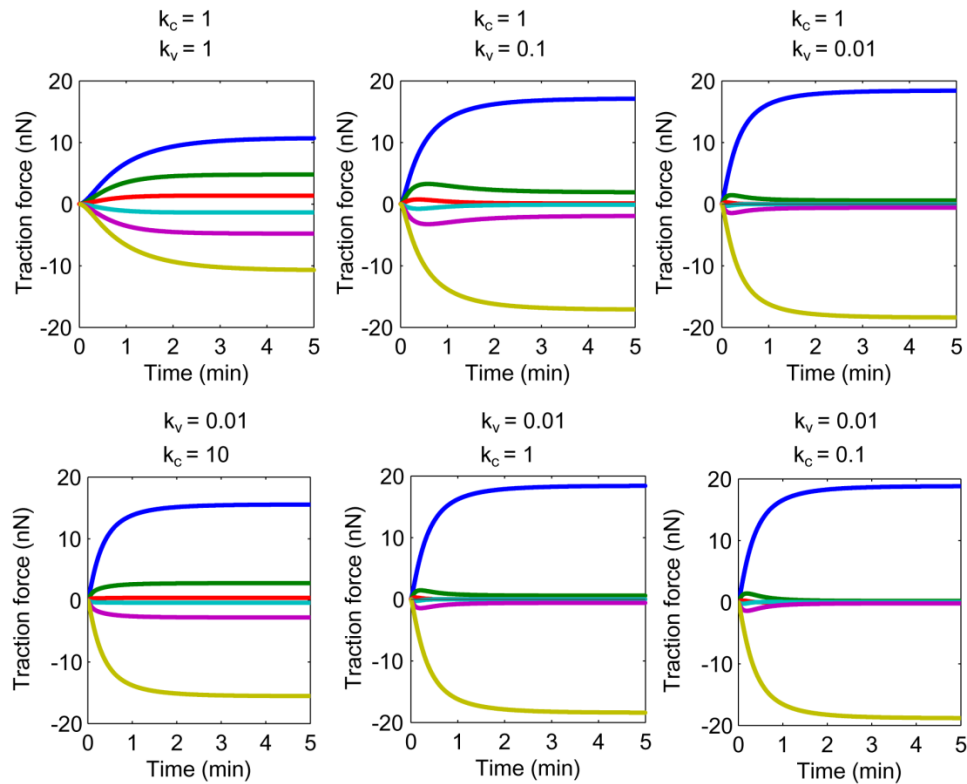 k_c = 1
k_v = 1
k_c = 1
k_v = 0.1
k_c = 1
k_v = 0.01
Traction force (nN)
20
10
0
-10
-20
0 1 2 3 4 5
Time (min)
Traction force (nN)
20
10
0
-10
-20
0 1 2 3 4 5
Time (min)
Traction force (nN)
20
10
0
-10
-20
0 1 2 3 4 5
Time (min)
k_v = 0.01
k_c = 10
k_v = 0.01
k_c = 1
k_v = 0.01
k_c = 0.1
Traction force (nN)
20
10
0
-10
-20
0 1 2 3 4 5
Time (min)
Traction force (nN)
20
10
0
-10
-20
0 1 2 3 4 5
Time (min)
Traction force (nN)
20
10
0
-10
-20
0 1 2 3 4 5
Time (min)